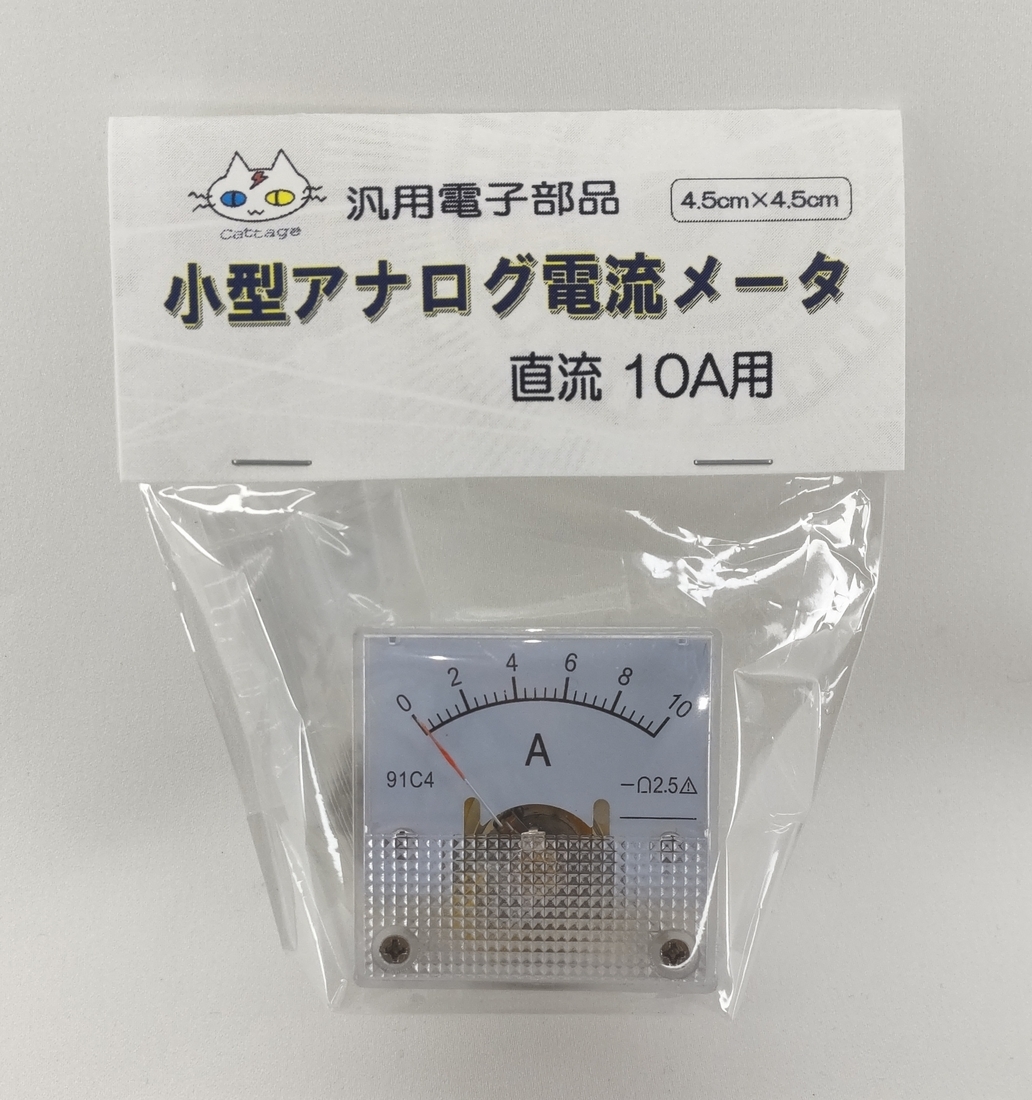 汎用電子部品
4.5cm×4.5cm
Cattage
小型アナログ電流メータ
直流 10A用
0 2 4 6 8 10
A
91C4
2.5